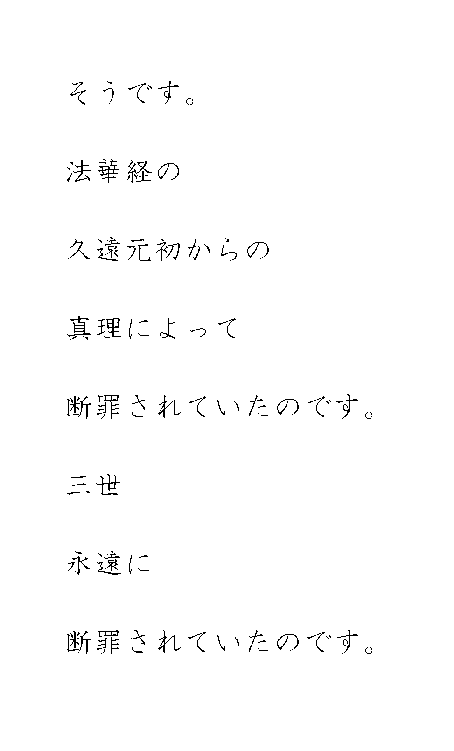 そうです。
法華経の
久遠元初からの
真理によって
断罪されていたのです。
三世
永遠に
断罪されていたのです。